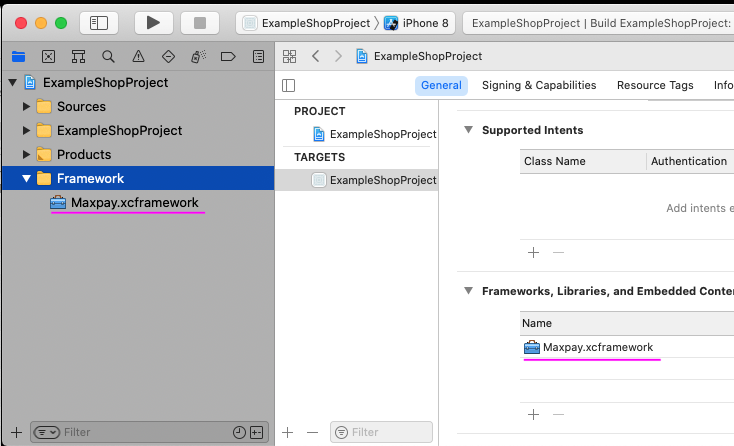 ExampleShopProject
iPhone 8
ExampleShopProject | Build ExampleShopProject:
ExampleShopProject
Sources
ExampleShopProject
Products
Framework
Maxpay.xcframework
Filter
ExampleShopProject
General
Signing & Capabilities
Resource Tags
Info
PROJECT
ExampleShopProject
TARGETS
ExampleShopProject
Filter
Supported Intents
Class Name
Authentication
Add intents e
Frameworks, Libraries, and Embedded Conte
Name
Maxpay.xcframework